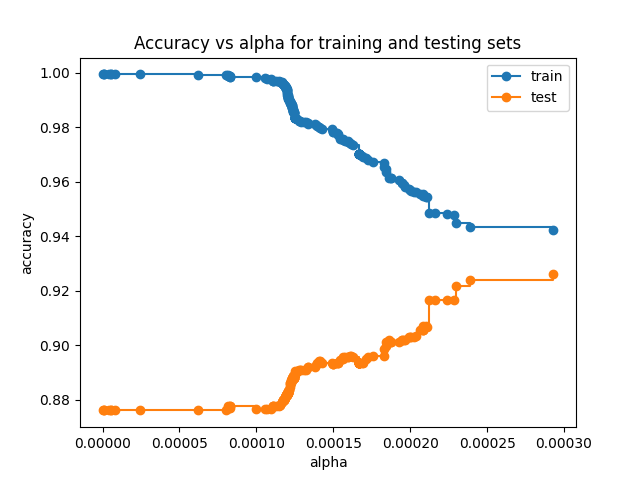 Accuracy vs alpha for training and testing sets
train
test
1.00
0.98
0.96
0.94
0.92
0.90
0.88
accuracy
0.00000
0.00005
0.00010
0.00015
0.00020
0.00025
0.00030
alpha